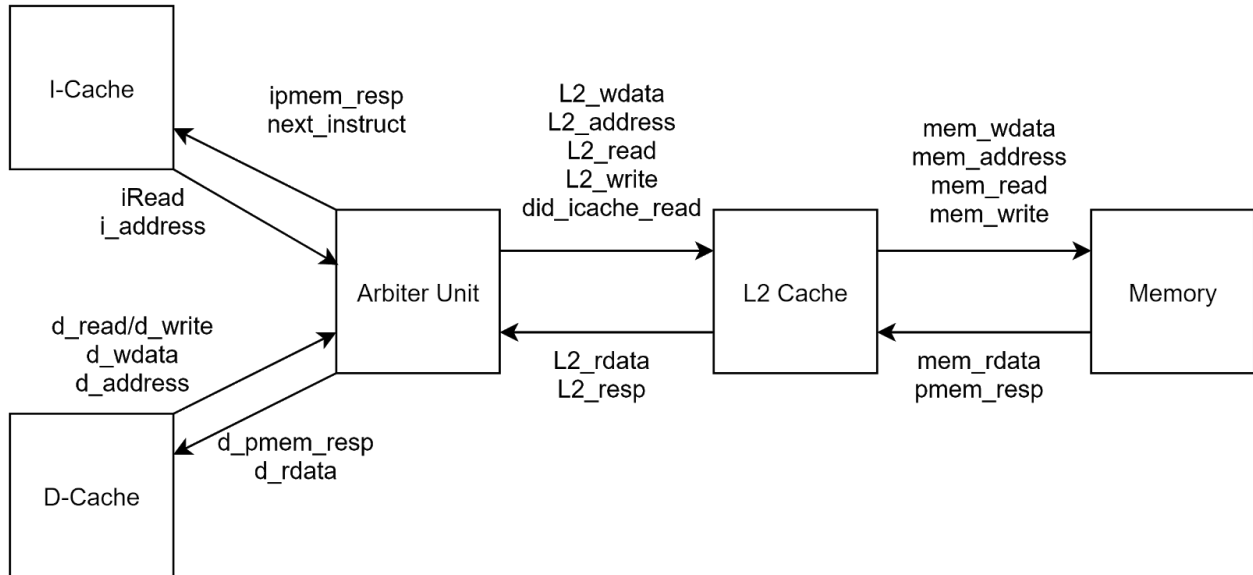 I-Cache
ipmem_resp
next_instruct
iRead
i_address
Arbiter Unit
d_read/d_write
d_wdata
d_address
d_pmem_resp
d_rdata
D-Cache
L2_wdata
L2_address
L2_read
L2_write
did_icache_read
L2_rdata
L2_resp
L2 Cache
mem_wdata
mem_address
mem_read
mem_write
mem_rdata
pmem_resp
Memory